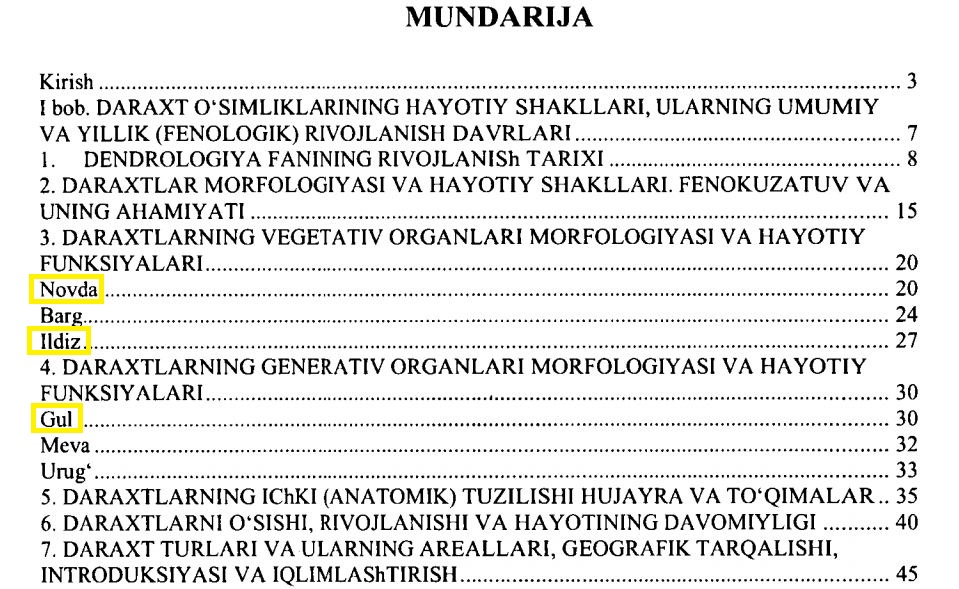 MUNDARIJA
Kirish ........................................................ 3
I bob. DARAXT O‘SIMLIKLARINING HAYOTIY SHAKLLARI, ULARNING UMUMIY
VA YILLIK (FENOLOGIK) RIVOJLANISH DAVRLARI ........................................................ 7
1. DENDROLOGIYA FANINING RIVOJLANISh TARIXI ........................................................ 8
2. DARAXTLAR MORFOLOGIYASI VA HAYOTIY SHAKLLARI. FENOKUZATUV VA
UNING AHAMIYATI ........................................................ 15
3. DARAXTLARNING VEGETATIV ORGANLARI MORFOLOGIYASI VA HAYOTIY
FUNKSIYALARI ........................................................ 20
Novda ........................................................ 20
Barg ........................................................ 24
Ildiz ........................................................ 27
4. DARAXTLARNING GENERATIV ORGANLARI MORFOLOGIYASI VA HAYOTIY
FUNKSIYALARI ........................................................ 30
Gul ........................................................ 30
Meva ........................................................ 32
Urug‘ ........................................................ 33
5. DARAXTLARNING IChKI (ANATOMIK) TUZILISHI HUJAYRA VA TO‘QIMALAR .. 35
6. DARAXTLARNI O‘SISHI, RIVOJLANISHI VA HAYOTINING DAVOMIYLIGI ........... 40
7. DARAXT TURLARI VA ULARNING AREALLARI, GEOGRAFIK TARQALISHI,
INTRODUKSIYASI VA IQLIMLAShTIRISH ........................................................ 45